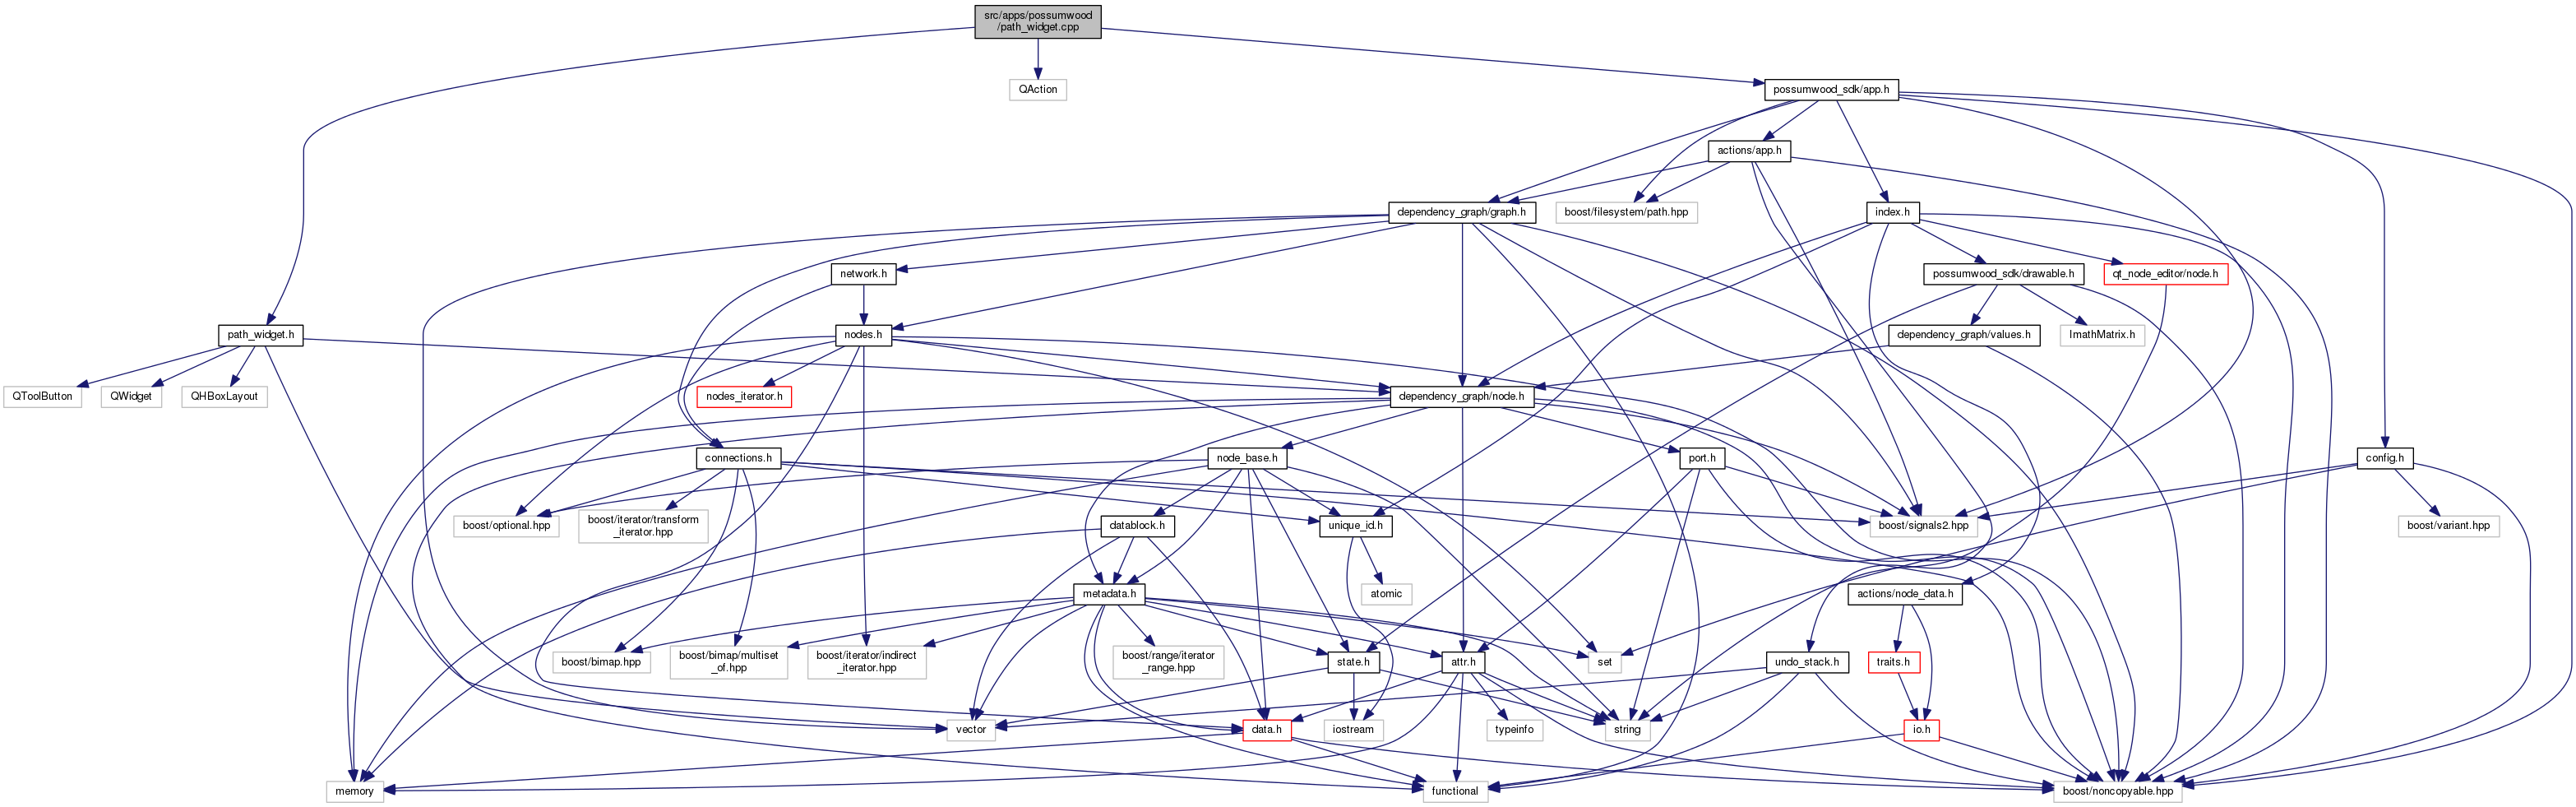 src/apps/possumwood
/path_widget.cpp
QAction
possumwood_sdk/app.h
actions/app.h
dependency_graph/graph.h
boost/filesystem/path.hpp
index.h
network.h
possumwood_sdk/drawable.h
qt_node_editor/node.h
path_widget.h
nodes.h
dependency_graph/values.h
ImathMatrix.h
QToolButton
QWidget
QHBoxLayout
nodes_iterator.h
dependency_graph/node.h
connections.h
node_base.h
port.h
config.h
boost/optional.hpp
boost/iterator/transform
_iterator.hpp
datablock.h
unique_id.h
boost/signals2.hpp
boost/variant.hpp
metadata.h
atomic
actions/node_data.h
boost/bimap.hpp
boost/bimap/multiset
_of.hpp
boost/iterator/indirect
_iterator.hpp
boost/range/iterator
_range.hpp
state.h
attr.h
set
undo_stack.h
traits.h
vector
data.h
iostream
typeinfo
string
io.h
memory
functional
boost/noncopyable.hpp